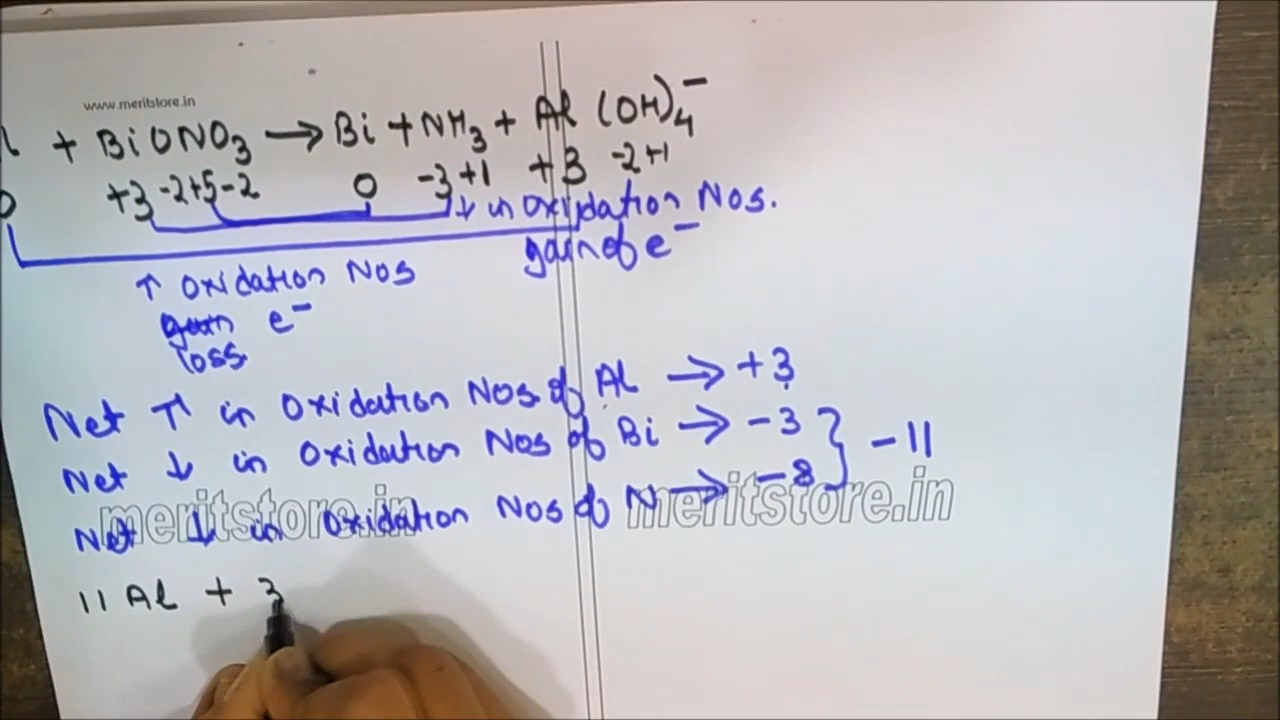 www.meritstore.in
l + BiONO3 → Bi + NH3 + Al (OH)4−
0 +3 -2 +5 -2 0 -3 +1 +3 -2 +1
↓ in Oxidation Nos.
gain of e−
↑ Oxidation Nos
gain e−
loss
Net ↑ in Oxidation Nos of Al → +3
Net ↓ in Oxidation Nos of Bi → -3 } -11
Net ↓ in Oxidation Nos of N → -8
meritstore.in meritstore.in
11 Al + 3